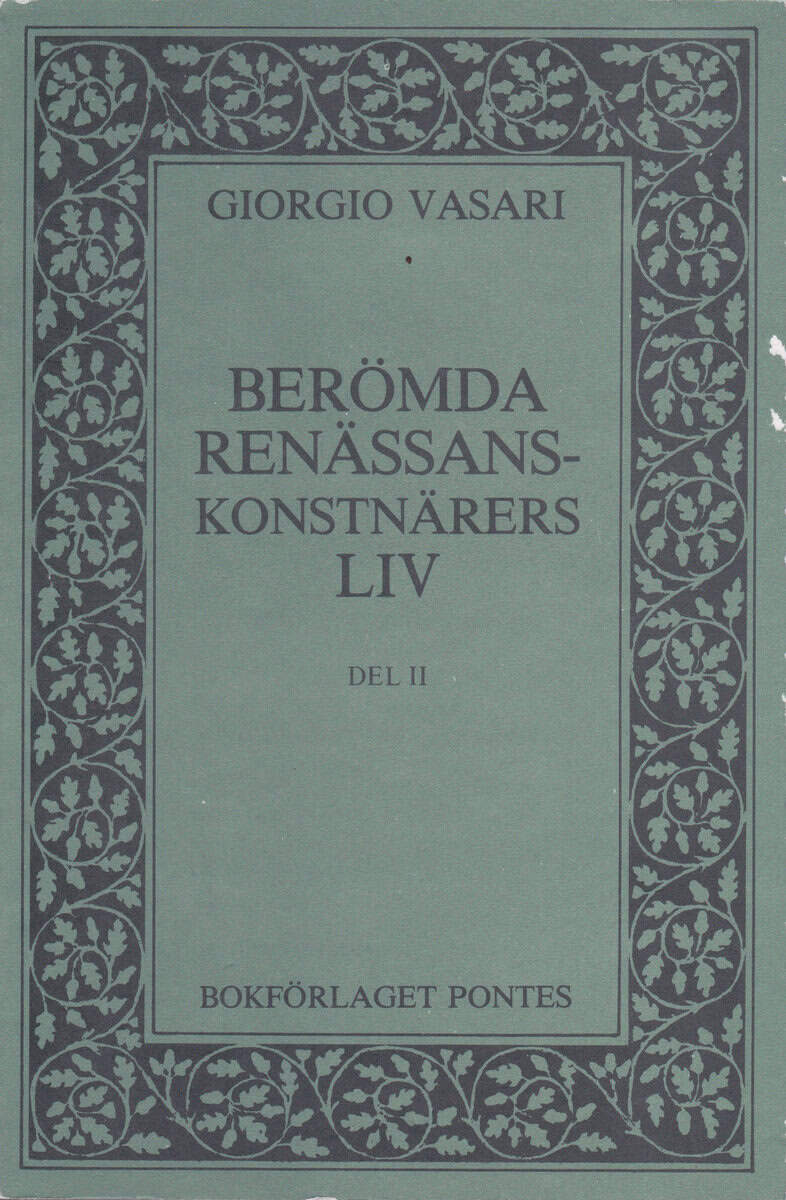 GIORGIO VASARI
BERÖMDA
RENÄSSANS-
KONSTNÄRERS
LIV
DEL II
BOKFÖRLAGET PONTES